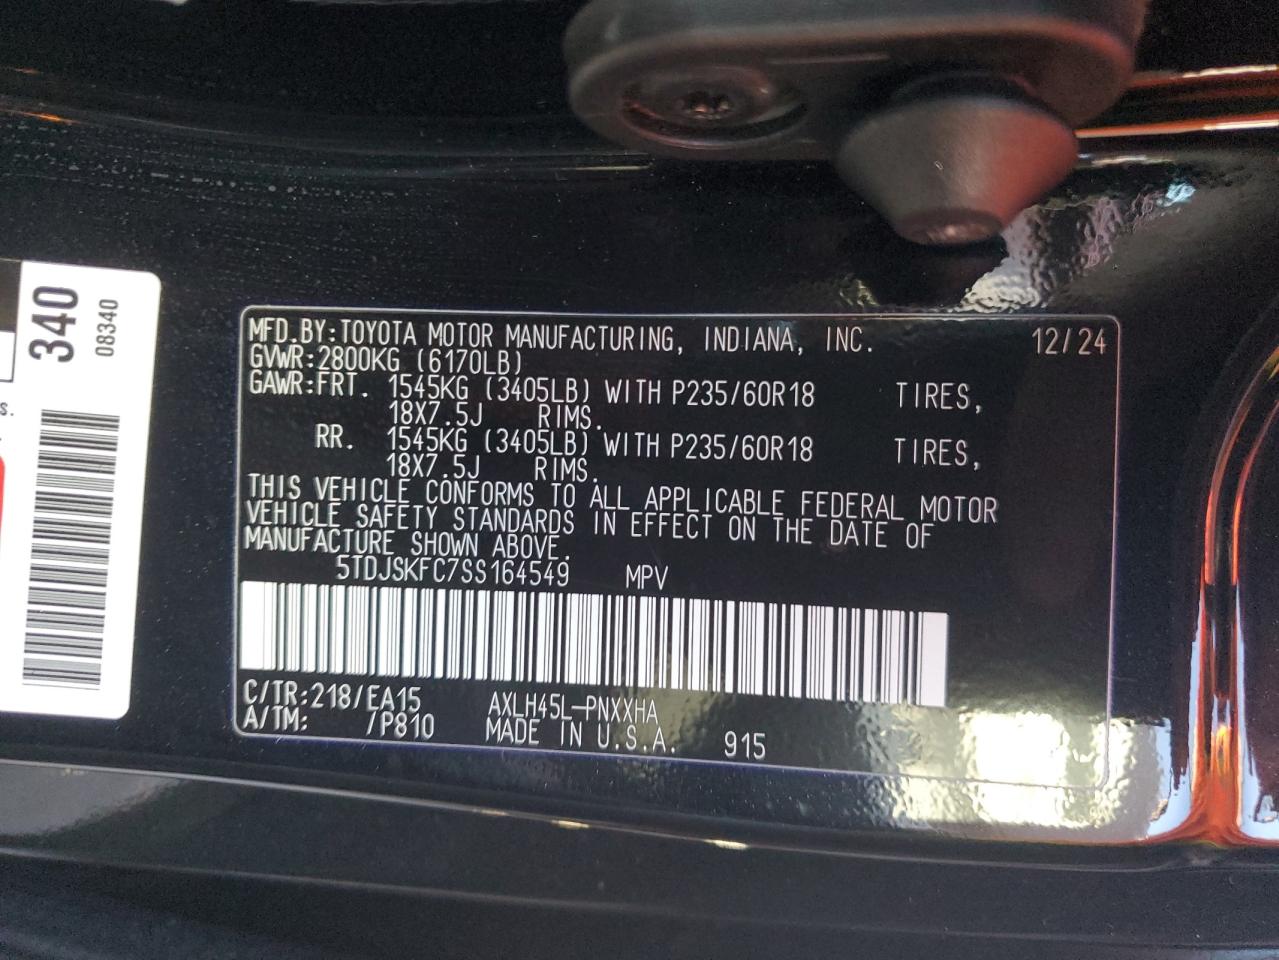 340
08340
s.
MFD.BY:TOYOTA MOTOR MANUFACTURING, INDIANA, INC. 12/24
GVWR:2800KG (6170LB)
GAWR:FRT. 1545KG (3405LB) WITH P235/60R18 TIRES,
18X7.5J RIMS.
RR. 1545KG (3405LB) WITH P235/60R18 TIRES,
18X7.5J RIMS.
THIS VEHICLE CONFORMS TO ALL APPLICABLE FEDERAL MOTOR
VEHICLE SAFETY STANDARDS IN EFFECT ON THE DATE OF
MANUFACTURE SHOWN ABOVE.
5TDJSKFC7SS164549 MPV
C/TR:218/EA15 AXLH45L-PNXXHA
A/TM: /P810 MADE IN U.S.A. 915